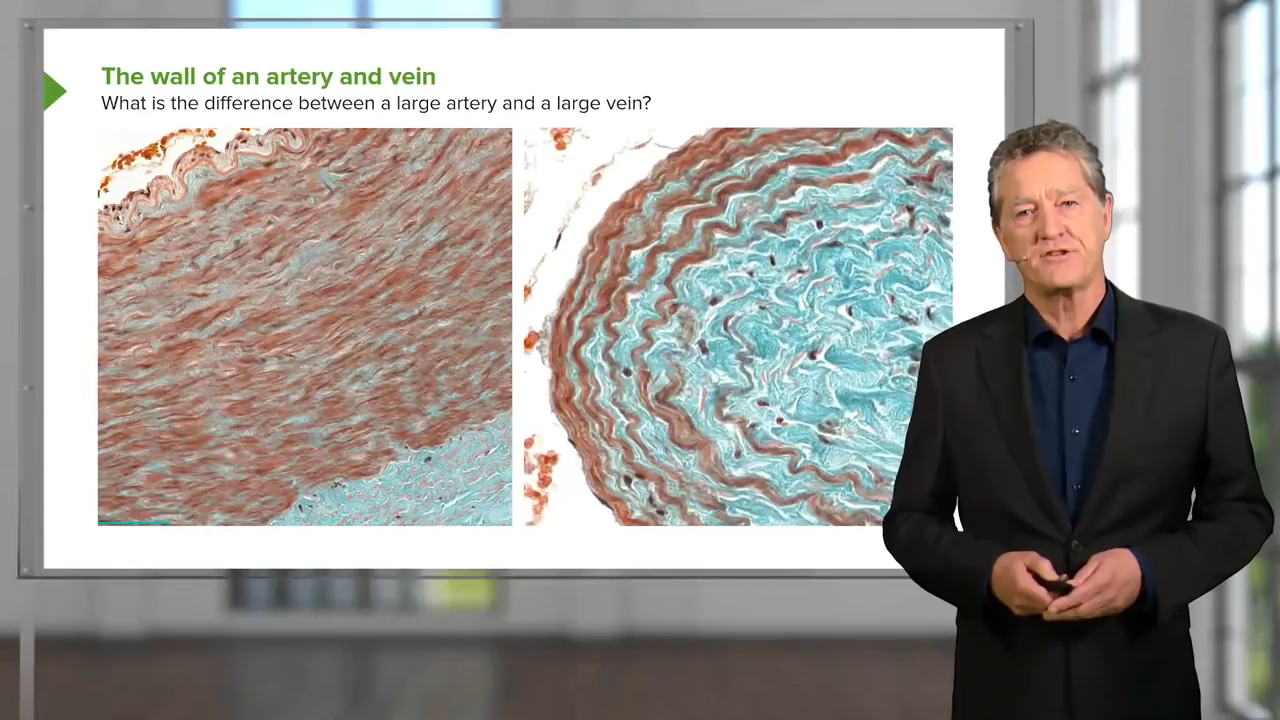 The wall of an artery and vein
What is the difference between a large artery and a large vein?